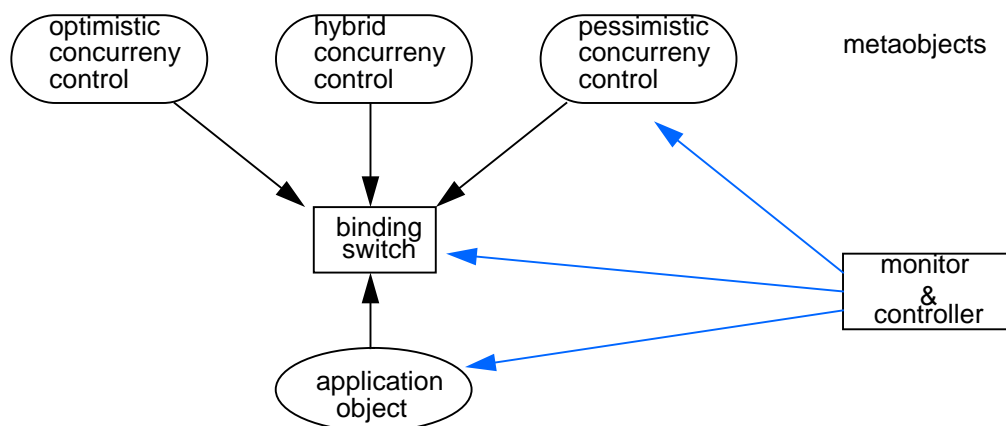 optimistic
concurreny
control
hybrid
concurreny
control
pessimistic
concurreny
control
metaobjects
binding
switch
monitor
&
controller
application
object